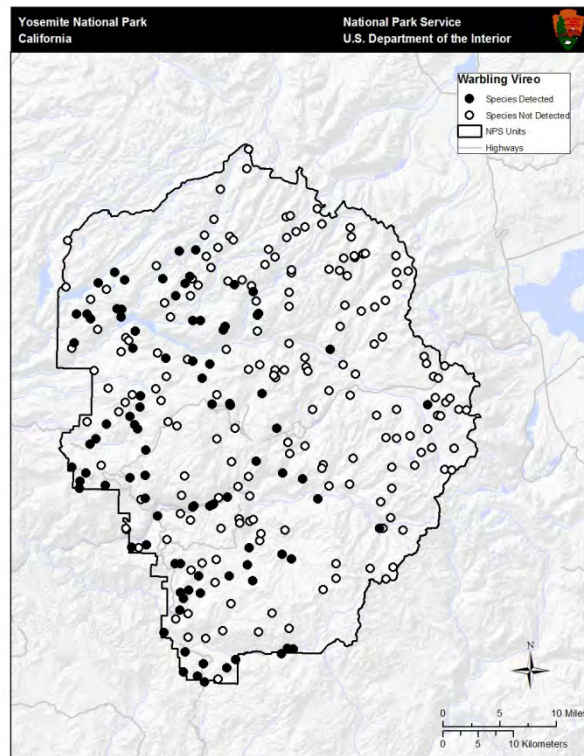 Yosemite National Park
California
National Park Service
U.S. Department of the Interior
Warbling Vireo
Species Detected
Species Not Detected
NPS Units
Highways
N
0 5 10 Miles
0 5 10 Kilometers